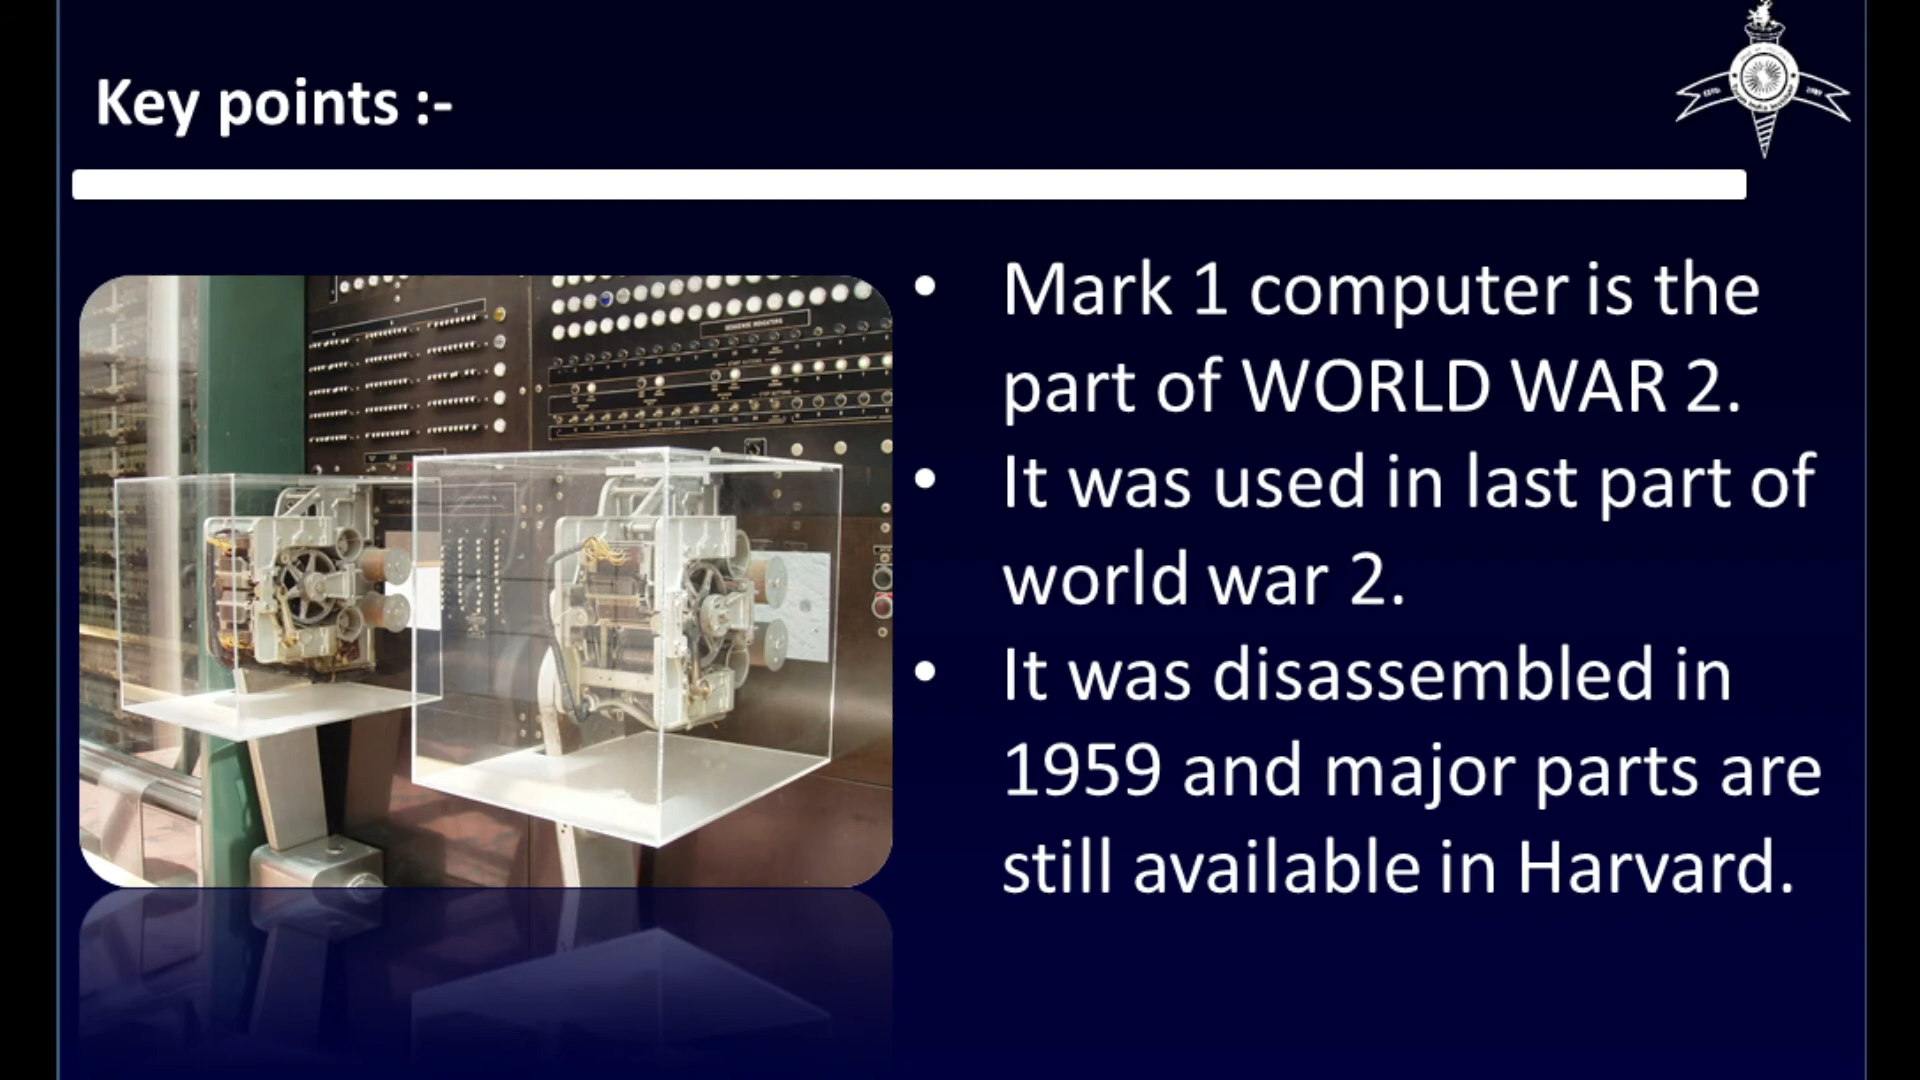 Key points :-
• Mark 1 computer is the
part of WORLD WAR 2.
• It was used in last part of
world war 2.
• It was disassembled in
1959 and major parts are
still available in Harvard.